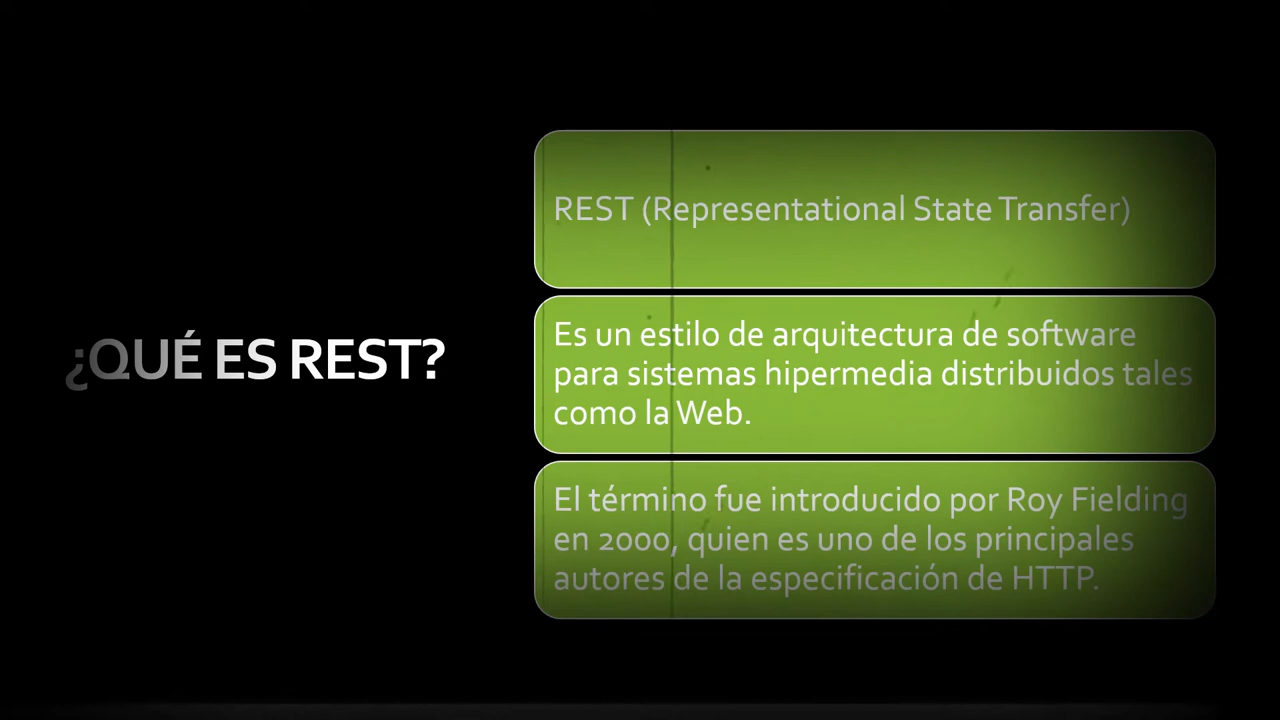 ¿QUÉ ES REST?
REST (Representational State Transfer)
Es un estilo de arquitectura de software
para sistemas hipermedia distribuidos tales
como la Web.
El término fue introducido por Roy Fielding
en 2000, quien es uno de los principales
autores de la especificación de HTTP.